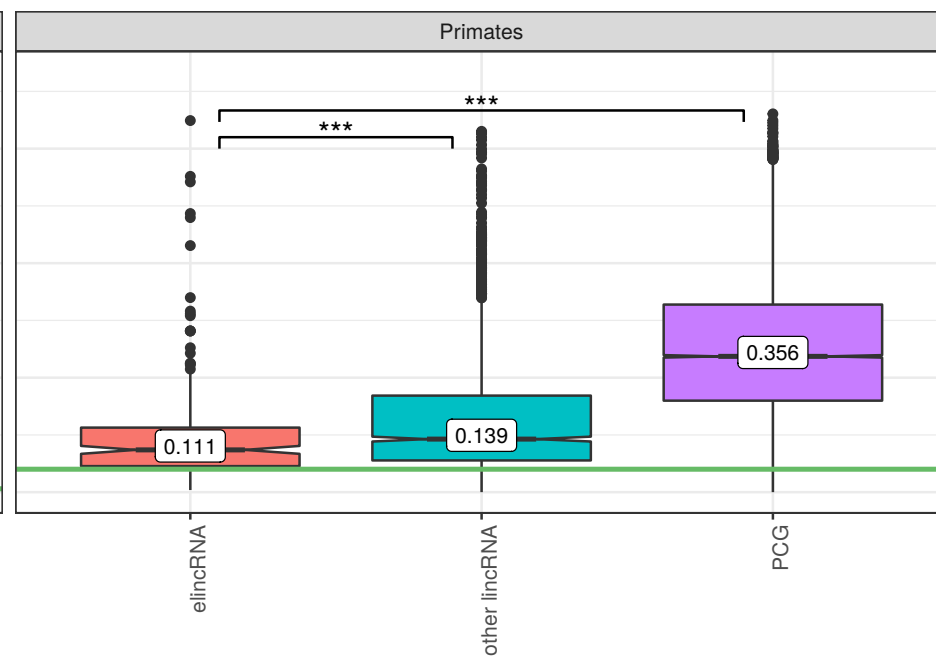 Primates
***
***
0.356
0.139
0.111
elincRNA
other lincRNA
PCG